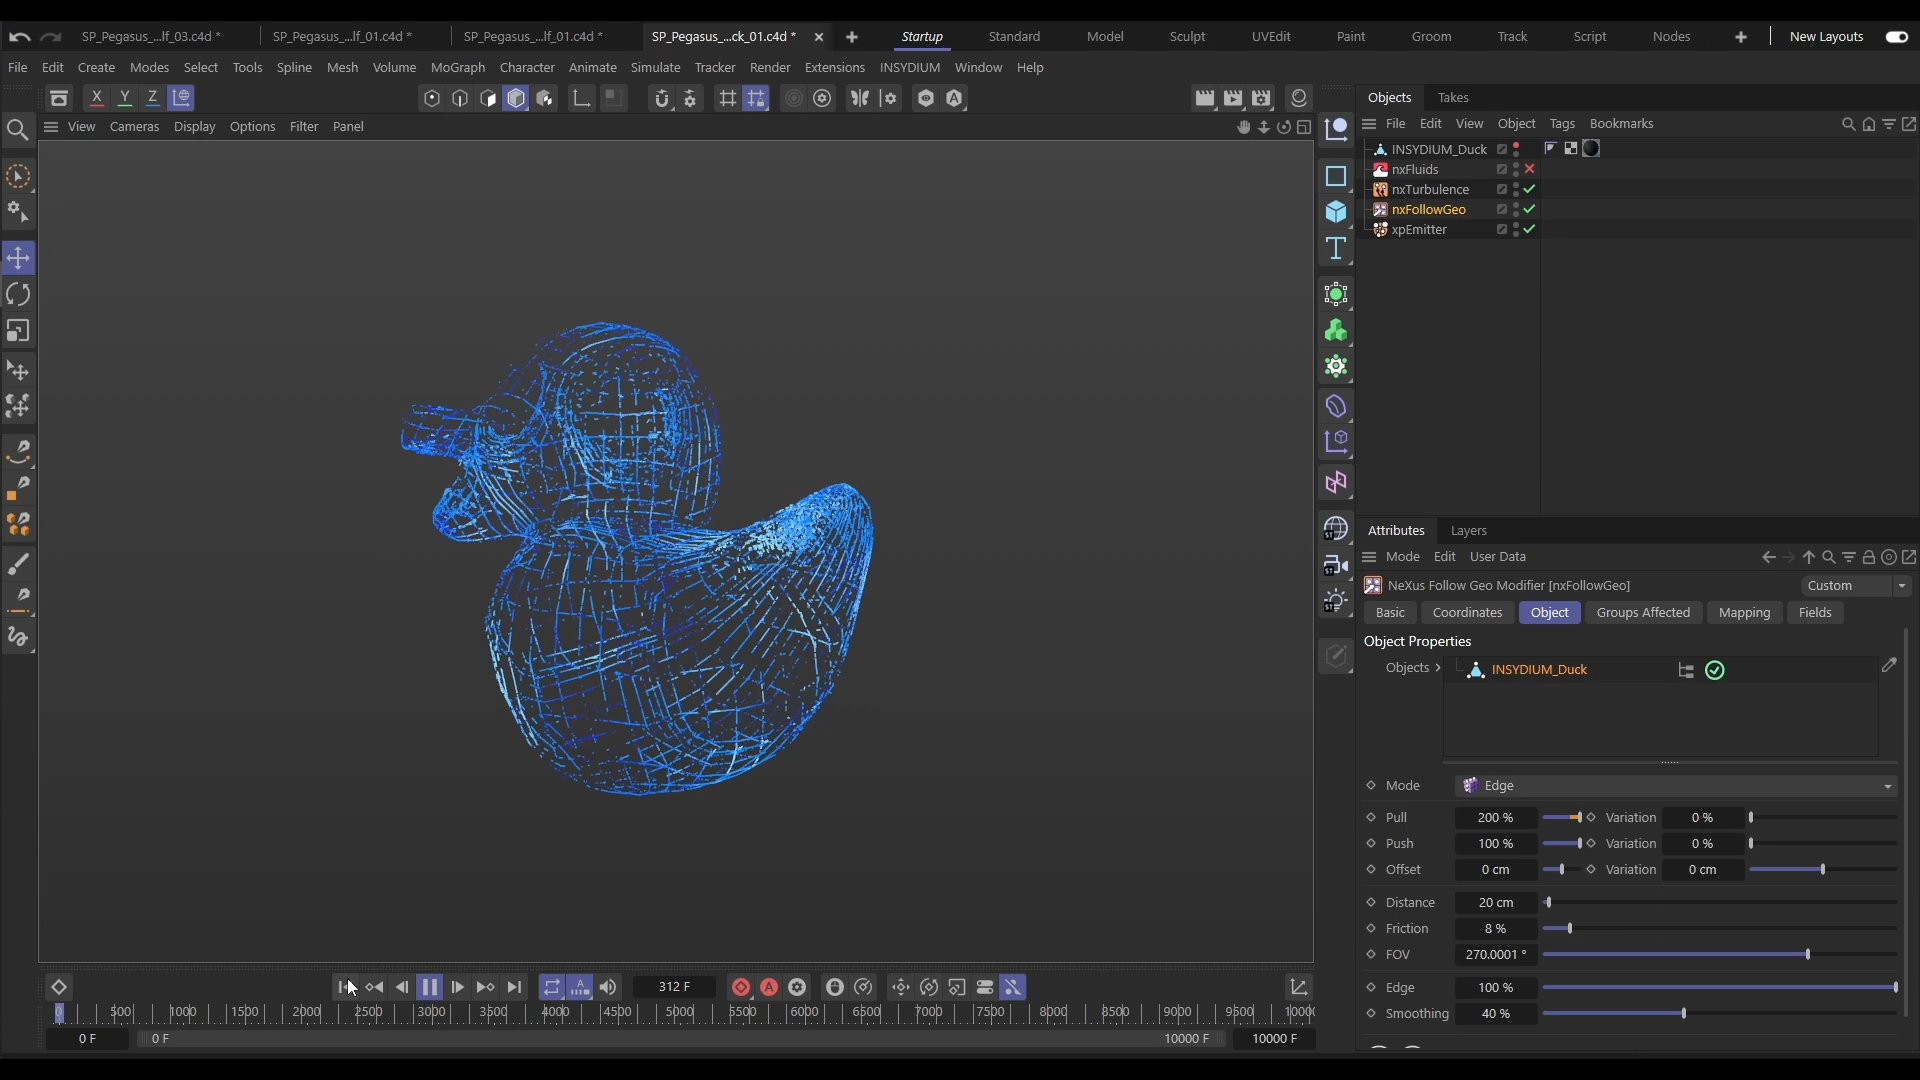 SP_Pegasus_...lf_03.c4d * SP_Pegasus_...lf_01.c4d * SP_Pegasus_...lf_01.c4d * SP_Pegasus_...ck_01.c4d * Startup Standard Model Sculpt UVEdit Paint Groom Track Script Nodes New Layouts
File Edit Create Modes Select Tools Spline Mesh Volume MoGraph Character Animate Simulate Tracker Render Extensions INSYDIUM Window Help
X Y Z
View Cameras Display Options Filter Panel
Objects Takes
File Edit View Object Tags Bookmarks
INSYDIUM_Duck
nxFluids
nxTurbulence
nxFollowGeo
xpEmitter
Attributes Layers
Mode Edit User Data
NeXus Follow Geo Modifier [nxFollowGeo] Custom
Basic Coordinates Object Groups Affected Mapping Fields
Object Properties
Objects > INSYDIUM_Duck
Mode Edge
Pull 200 % Variation 0 %
Push 100 % Variation 0 %
Offset 0 cm Variation 0 cm
Distance 20 cm
Friction 8 %
FOV 270.0001 °
Edge 100 %
Smoothing 40 %
312 F
0 500 1000 1500 2000 2500 3000 3500 4000 4500 5000 5500 6000 6500 7000 7500 8000 8500 9000 9500 1000
0 F 0 F 10000 F 10000 F